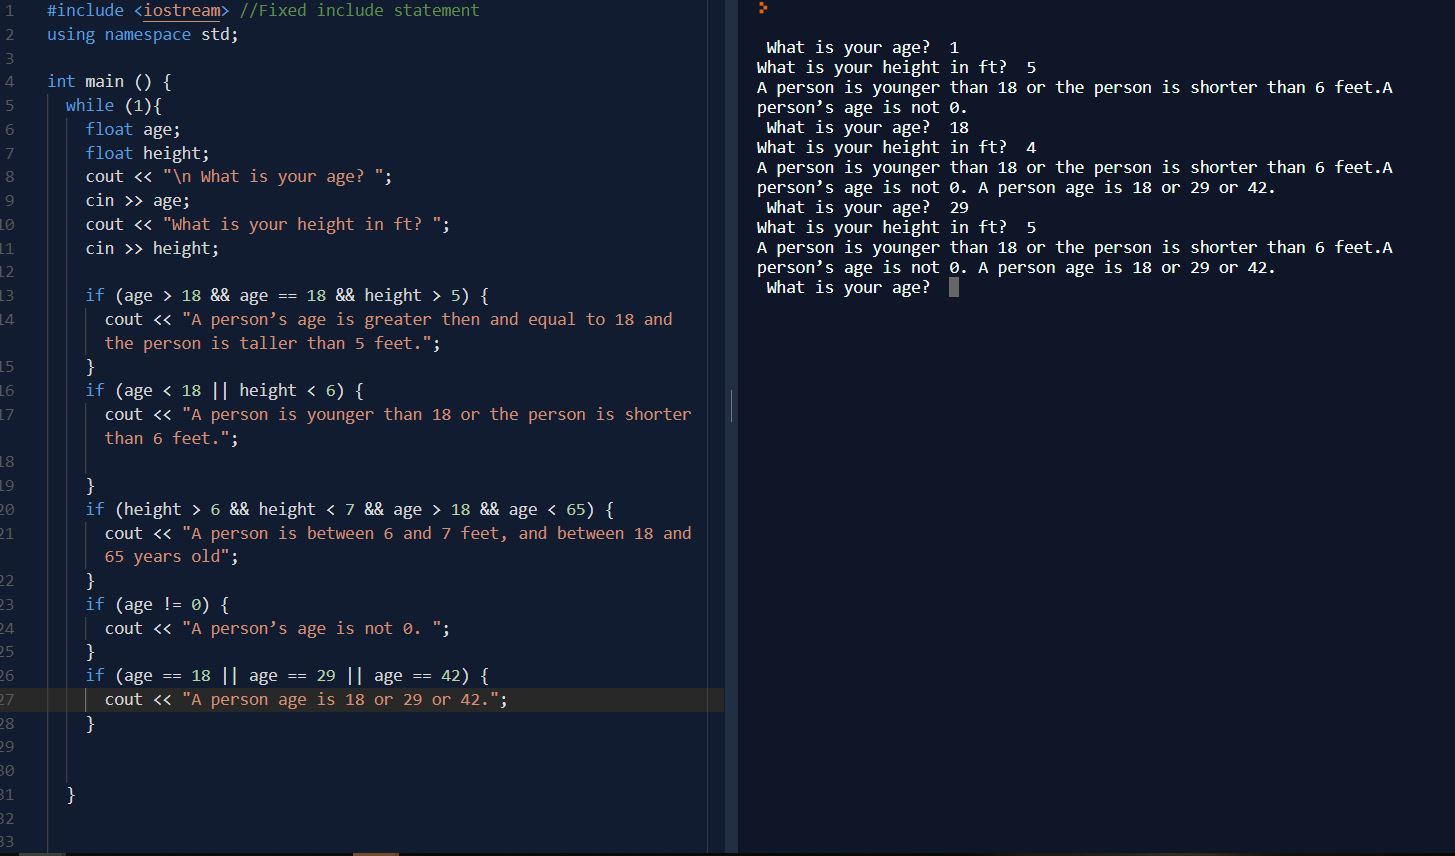 1 #include <iostream> //Fixed include statement
2 using namespace std;
3
4 int main () {
5 while (1){
6 float age;
7 float height;
8 cout << "\n What is your age? ";
9 cin >> age;
10 cout << "What is your height in ft? ";
11 cin >> height;
12
13 if (age > 18 && age == 18 && height > 5) {
14 cout << "A person’s age is greater then and equal to 18 and
the person is taller than 5 feet.";
15 }
16 if (age < 18 || height < 6) {
17 cout << "A person is younger than 18 or the person is shorter
than 6 feet.";
18
19 }
20 if (height > 6 && height < 7 && age > 18 && age < 65) {
21 cout << "A person is between 6 and 7 feet, and between 18 and
65 years old";
22 }
23 if (age != 0) {
24 cout << "A person’s age is not 0. ";
25 }
26 if (age == 18 || age == 29 || age == 42) {
27 cout << "A person age is 18 or 29 or 42.";
28 }
29
30
31 }
32
33
What is your age? 1
What is your height in ft? 5
A person is younger than 18 or the person is shorter than 6 feet.A
person’s age is not 0.
What is your age? 18
What is your height in ft? 4
A person is younger than 18 or the person is shorter than 6 feet.A
person’s age is not 0. A person age is 18 or 29 or 42.
What is your age? 29
What is your height in ft? 5
A person is younger than 18 or the person is shorter than 6 feet.A
person’s age is not 0. A person age is 18 or 29 or 42.
What is your age?